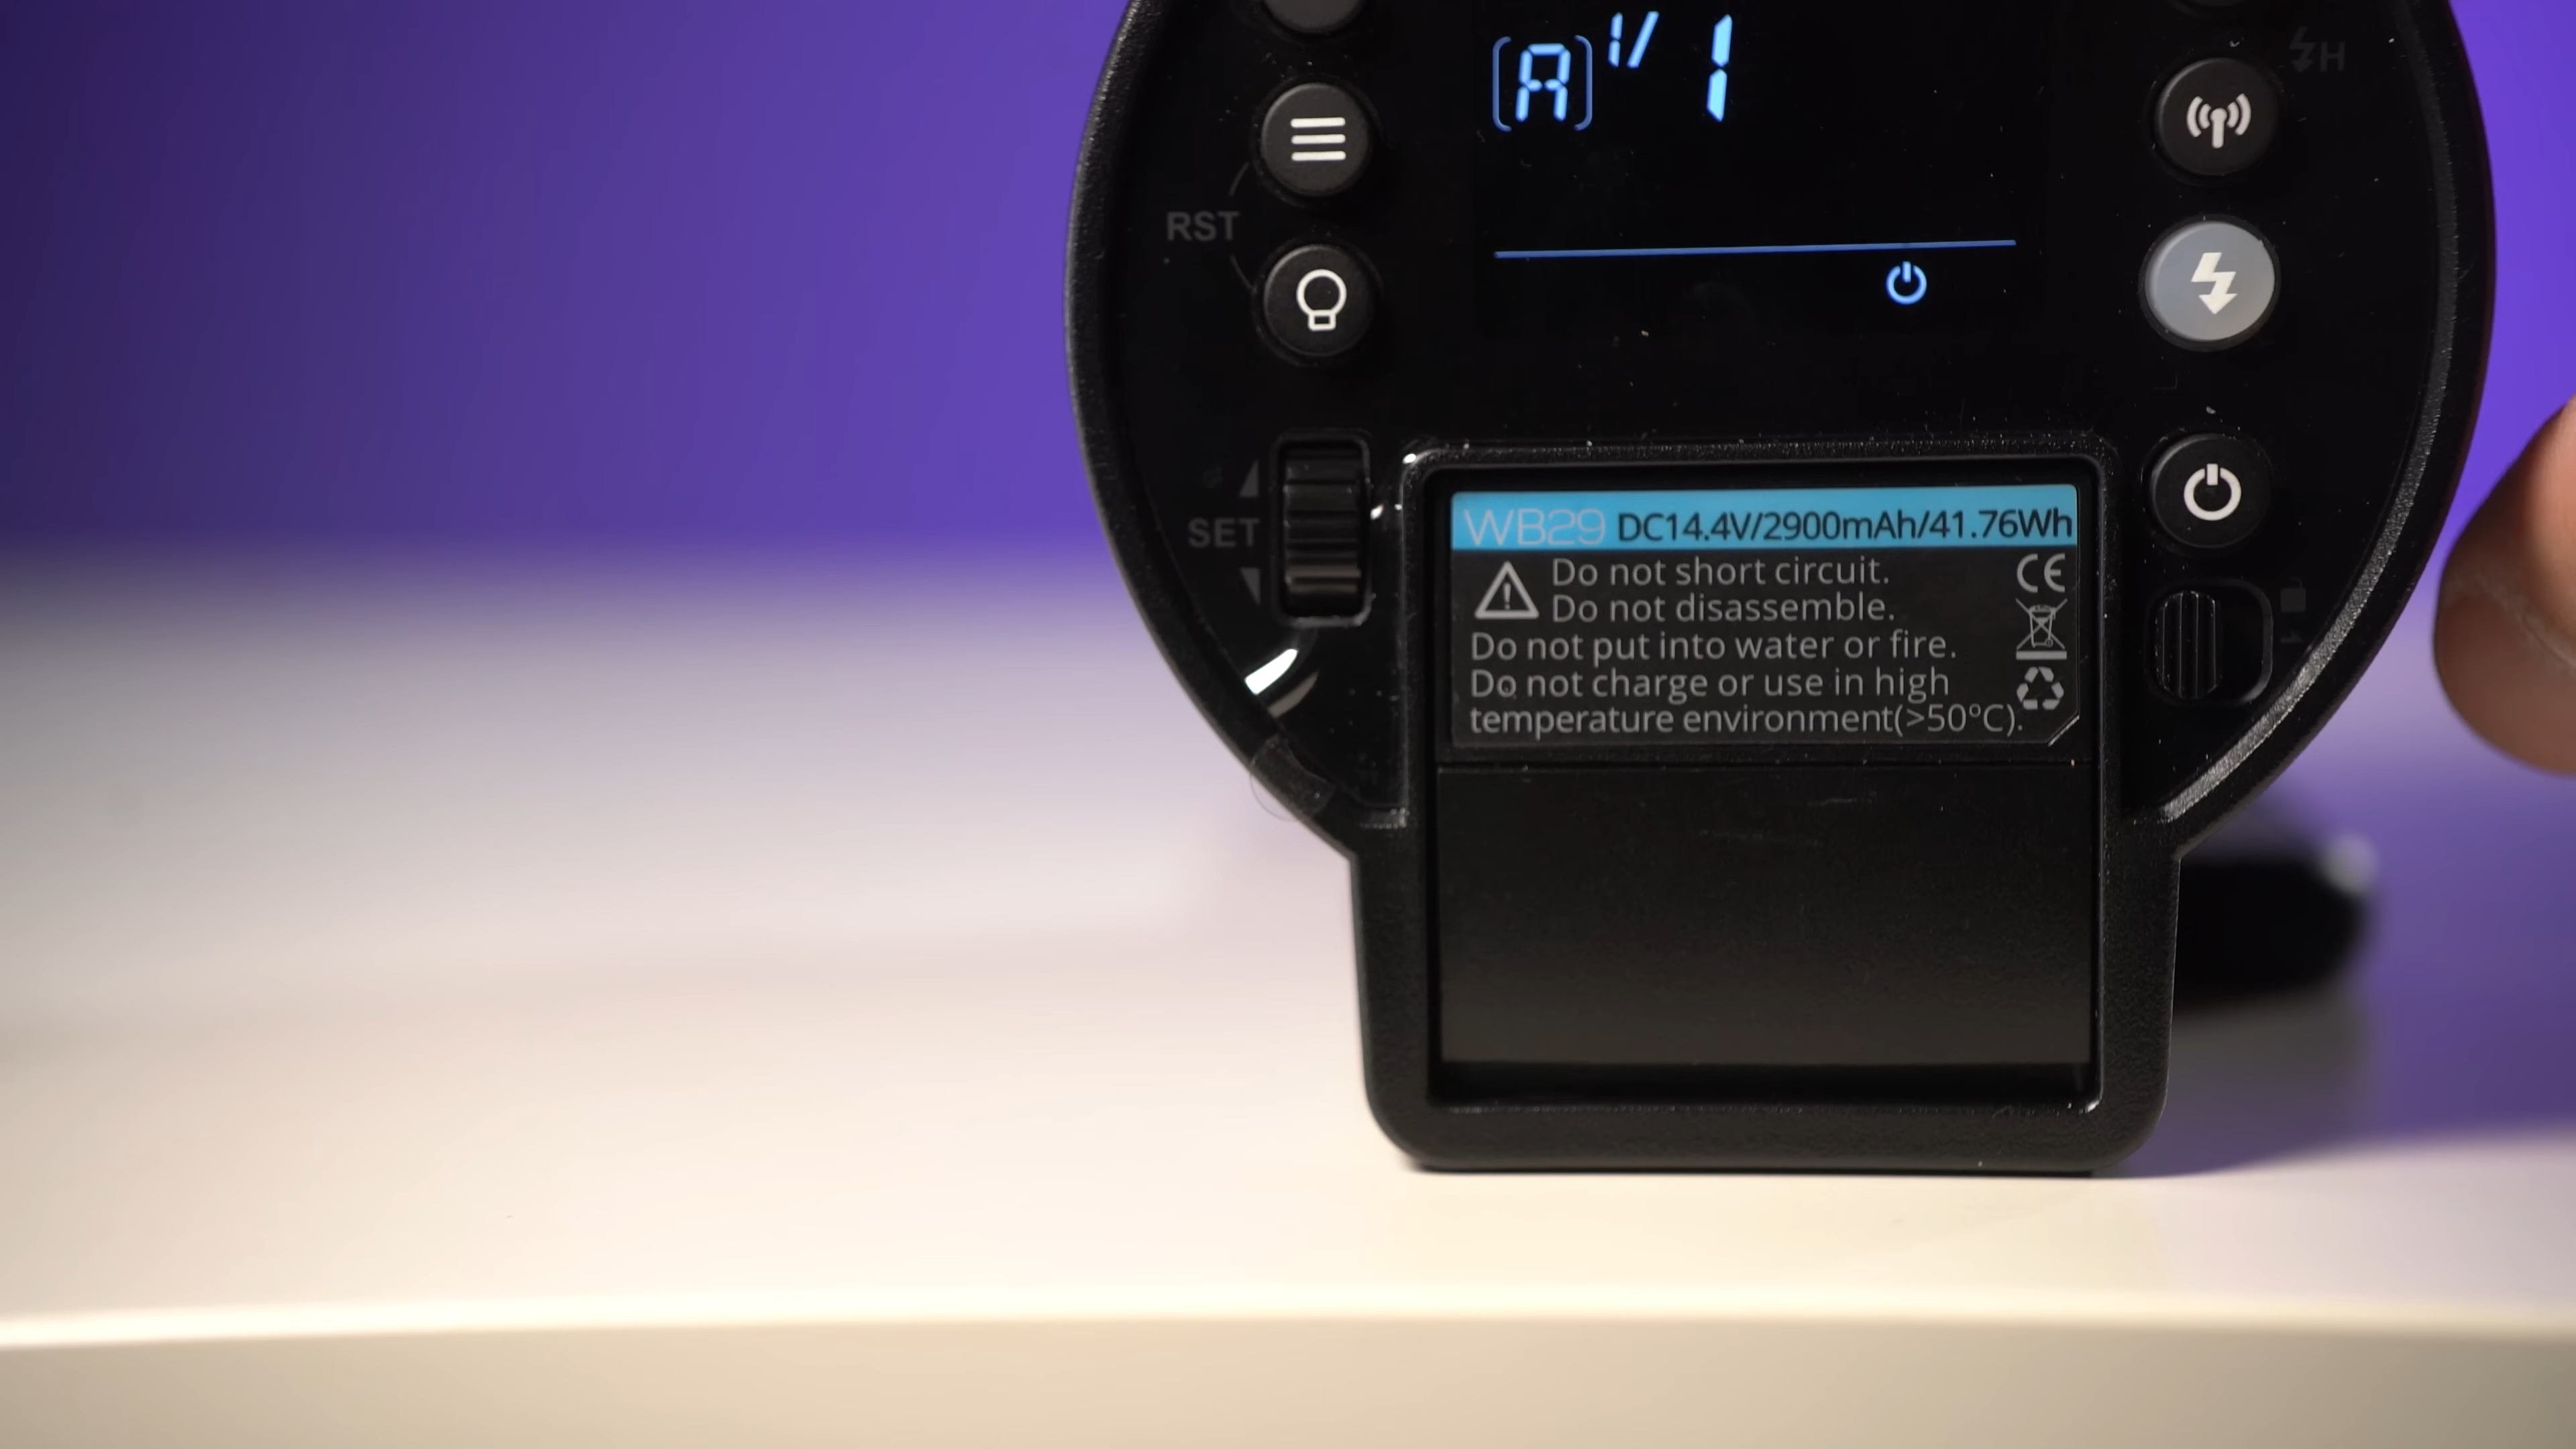 [A] 1/1
H
RST
SET
WB29 DC14.4V/2900mAh/41.76Wh
Do not short circuit.
Do not disassemble.
Do not put into water or fire.
Do not charge or use in high
temperature environment(>50°C).
CE